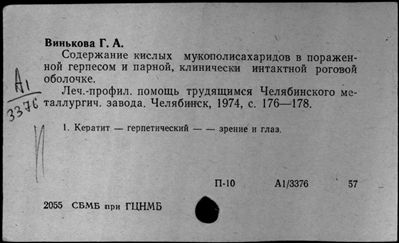 Винькова Г. А.
Содержание кислых мукополисахаридов в поражен-
ной герпесом и парной, клинически интактной роговой
оболочке.
Леч.-профил. помощь трудящимся Челябинского ме-
таллургич. завода. Челябинск, 1974, с. 176—178.
А1
3376
1. Кератит — герпетический — — зрение и глаз.
П-10 А1/3376 57
2055 СБМБ при ГЦНМБ